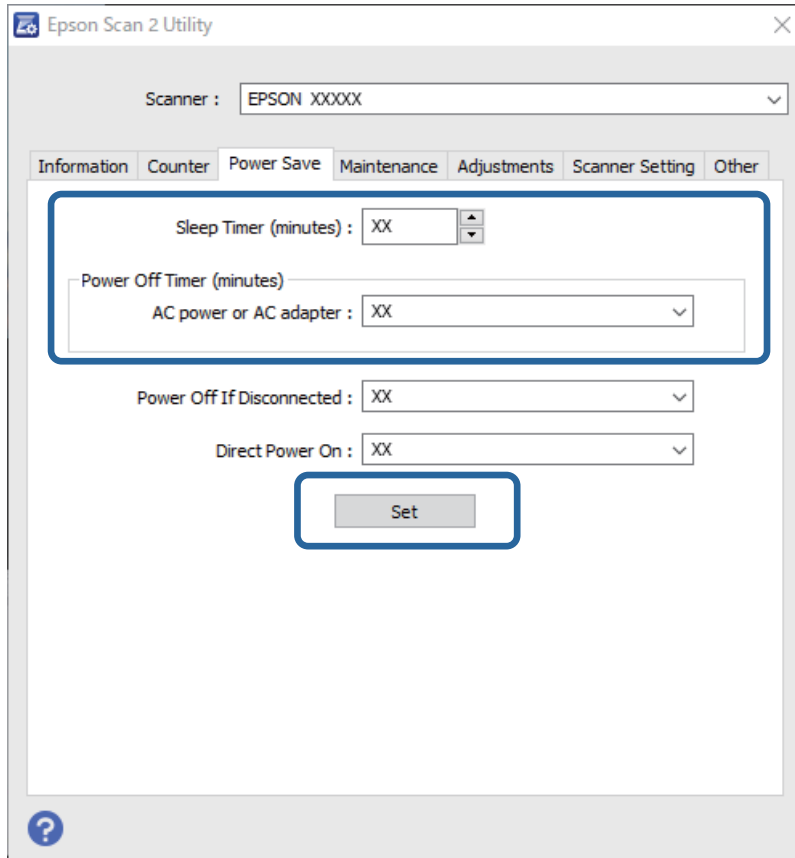 Epson Scan 2 Utility
Scanner : EPSON XXXXX
Information Counter Power Save Maintenance Adjustments Scanner Setting Other
Sleep Timer (minutes) : XX
Power Off Timer (minutes)
AC power or AC adapter : XX
Power Off If Disconnected : XX
Direct Power On : XX
Set
?